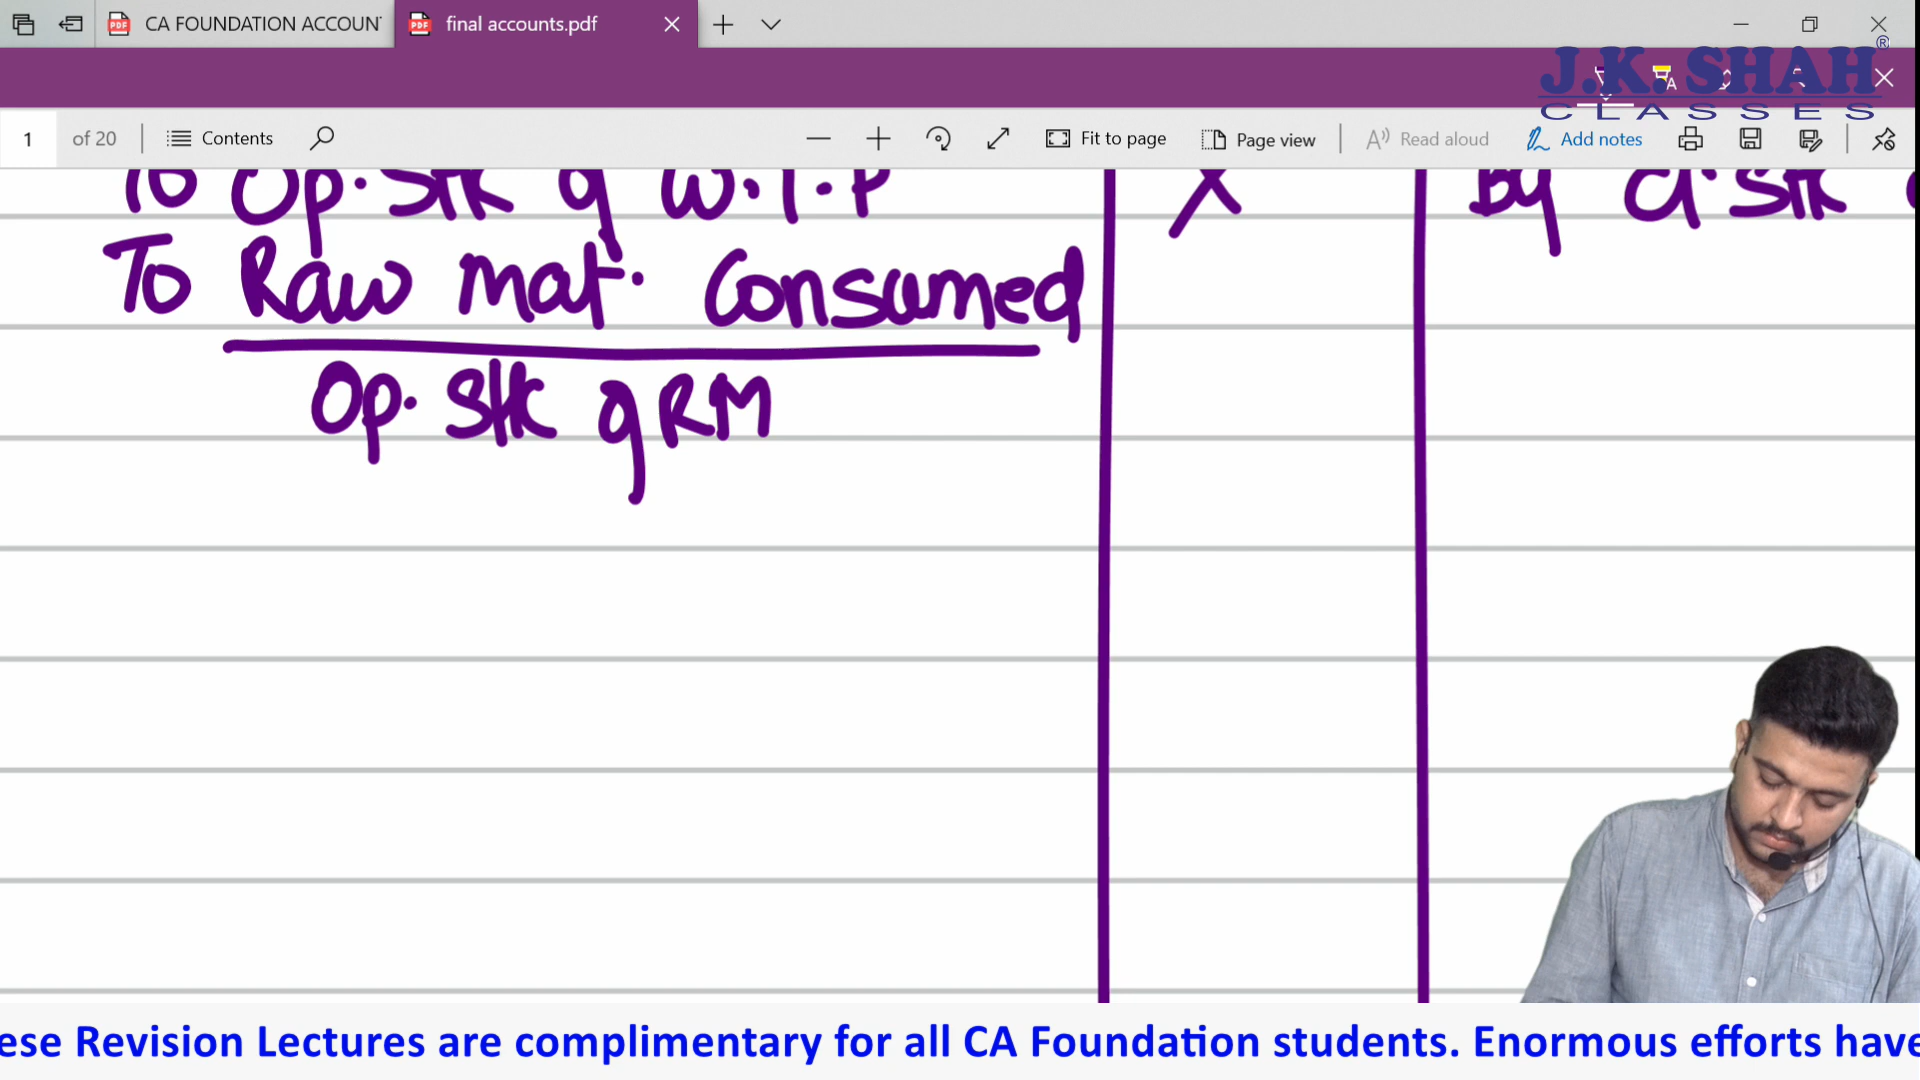 CA FOUNDATION ACCOUN
final accounts.pdf
J.K. SHAH®
CLASSES
1 of 20 Contents Fit to page Page view Read aloud Add notes
To Op. Stk of W.I.P X By Cl. Stk
To Raw mat. Consumed
Op. Stk of RM
ese Revision Lectures are complimentary for all CA Foundation students. Enormous efforts have